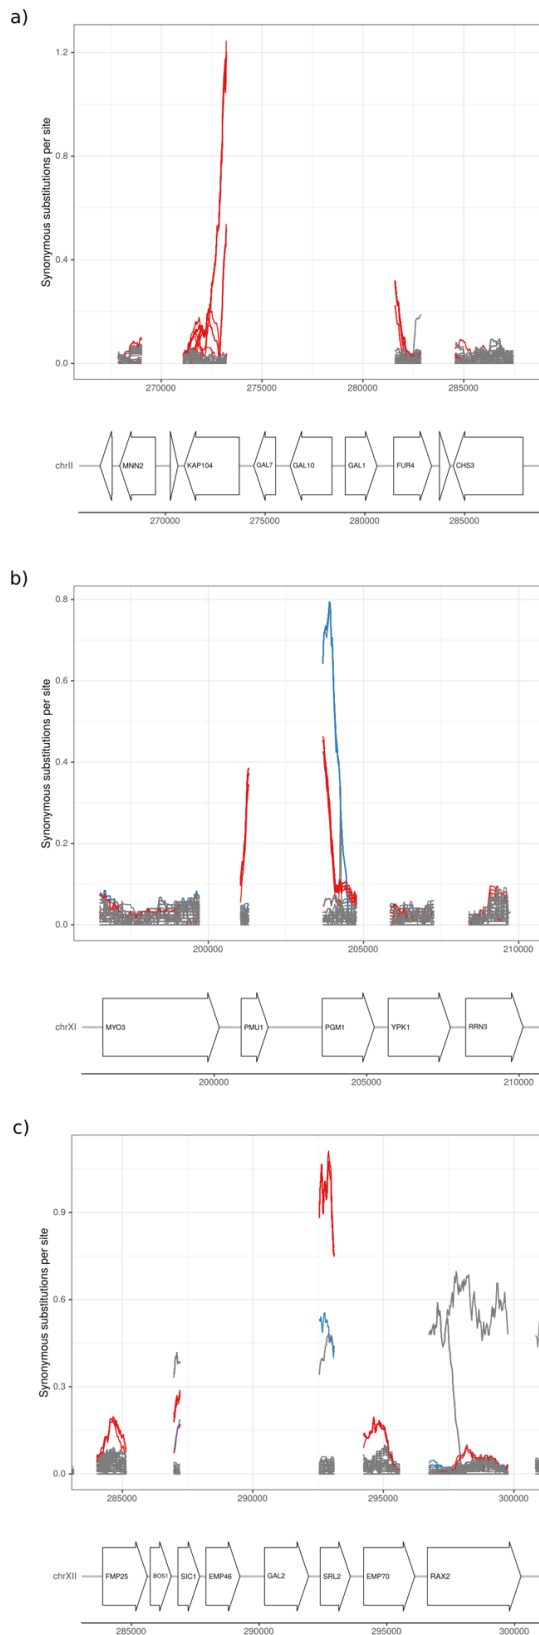 a)
Synonymous substitutions per site
1.2
0.8
0.4
0.0
270000 275000 280000 285000
chrII MNN2 KAP104 GAL7 GAL10 GAL1 FUR4 CHS3
270000 275000 280000 285000
b)
Synonymous substitutions per site
0.8
0.6
0.4
0.2
0.0
200000 205000 210000
chrXI MYO3 PMU1 PGM1 YPK1 RRN3
200000 205000 210000
c)
Synonymous substitutions per site
0.9
0.6
0.3
0.0
285000 290000 295000 300000
chrXII FMP25 BOS1 SIC1 EMP46 GAL2 SRL2 EMP70 RAX2
285000 290000 295000 300000